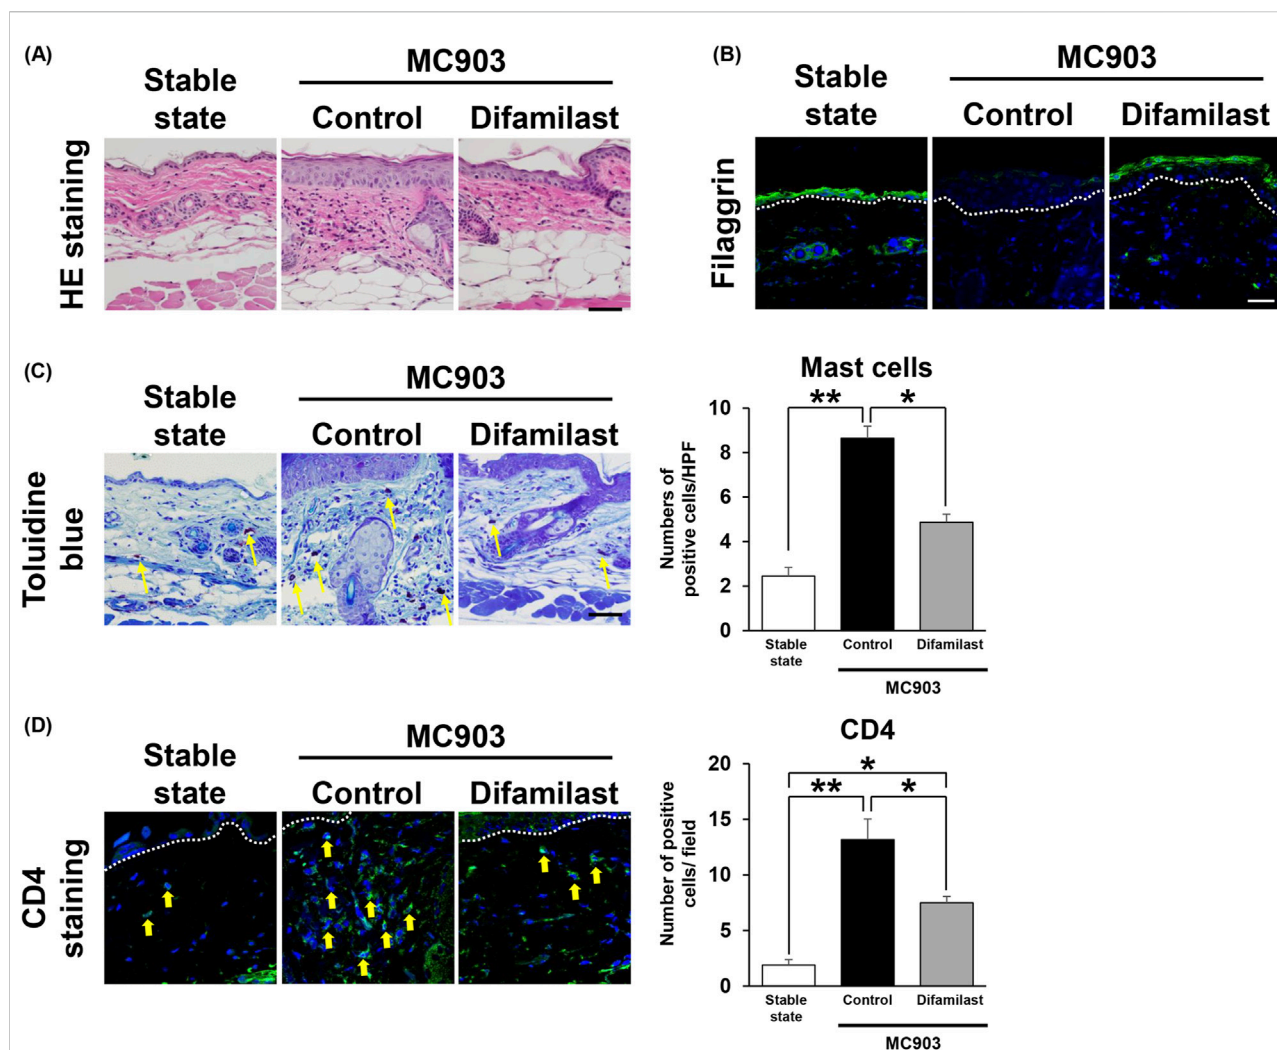 (A)
MC903
Stable
state
Control
Difamilast
HE staining
(B)
MC903
Stable
state
Control
Difamilast
Filaggrin
(C)
MC903
Stable
state
Control
Difamilast
Toluidine
blue
Mast cells
**
*
Numbers of
positive cells/HPF
10
8
6
4
2
0
Stable
state
Control
Difamilast
MC903
(D)
MC903
Stable
state
Control
Difamilast
CD4
staining
CD4
*
**
*
Number of positive
cells/ field
20
15
10
5
0
Stable
state
Control
Difamilast
MC903